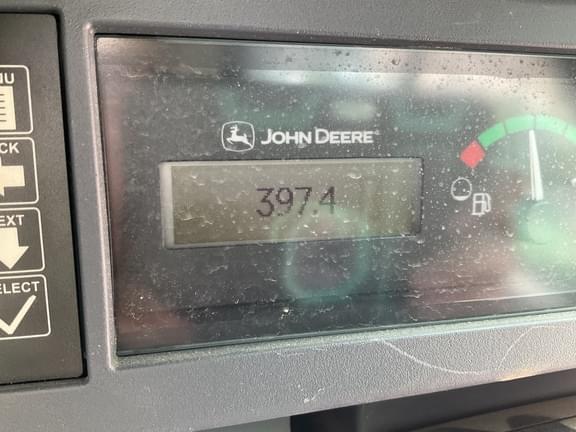 NU
CK
EXT
ELECT
JOHN DEERE
397.4